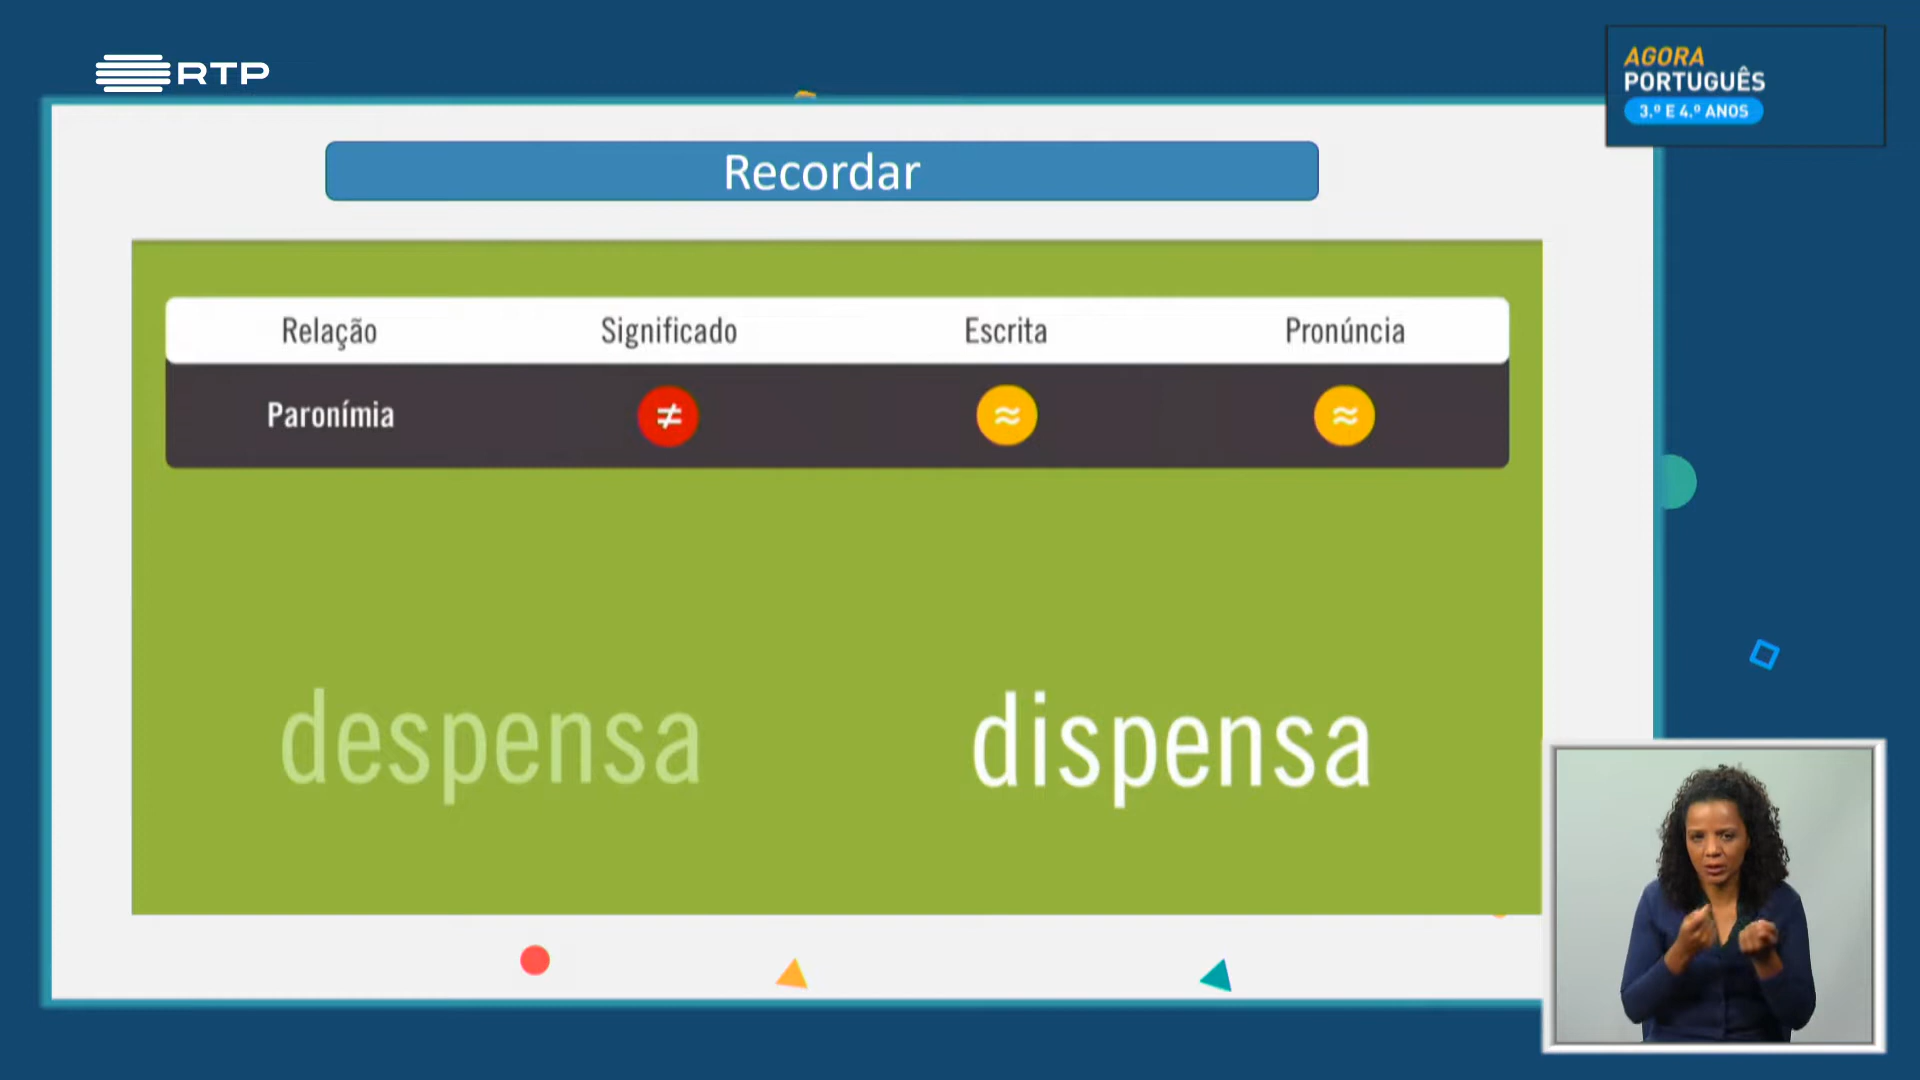 RTP
AGORA
PORTUGUÊS
3.º E 4.º ANOS
Recordar
Relação Significado Escrita Pronúncia
Paronímia ≠ ≈ ≈
despensa dispensa